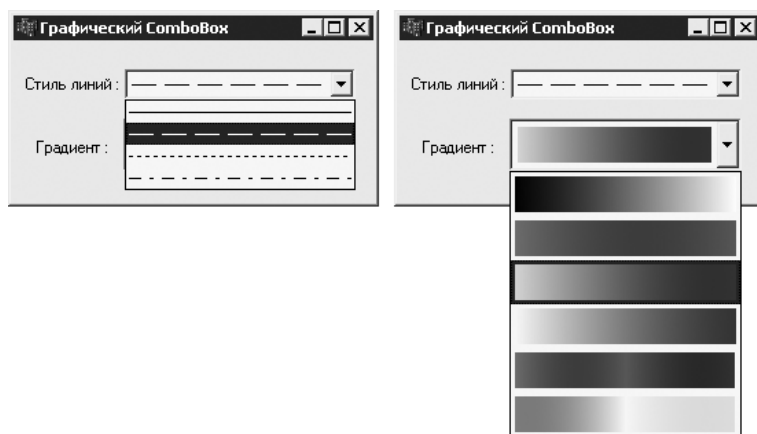 Графический ComboBox
Стиль линий :
Градиент :
Графический ComboBox
Стиль линий :
Градиент :